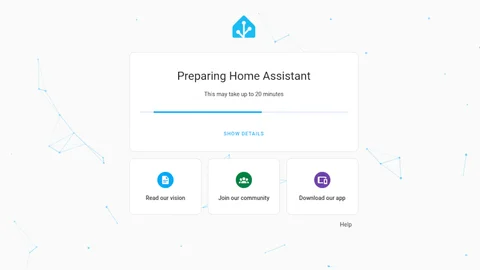 Preparing Home Assistant
This may take up to 20 minutes
SHOW DETAILS
Read our vision
Join our community
Download our app
Help